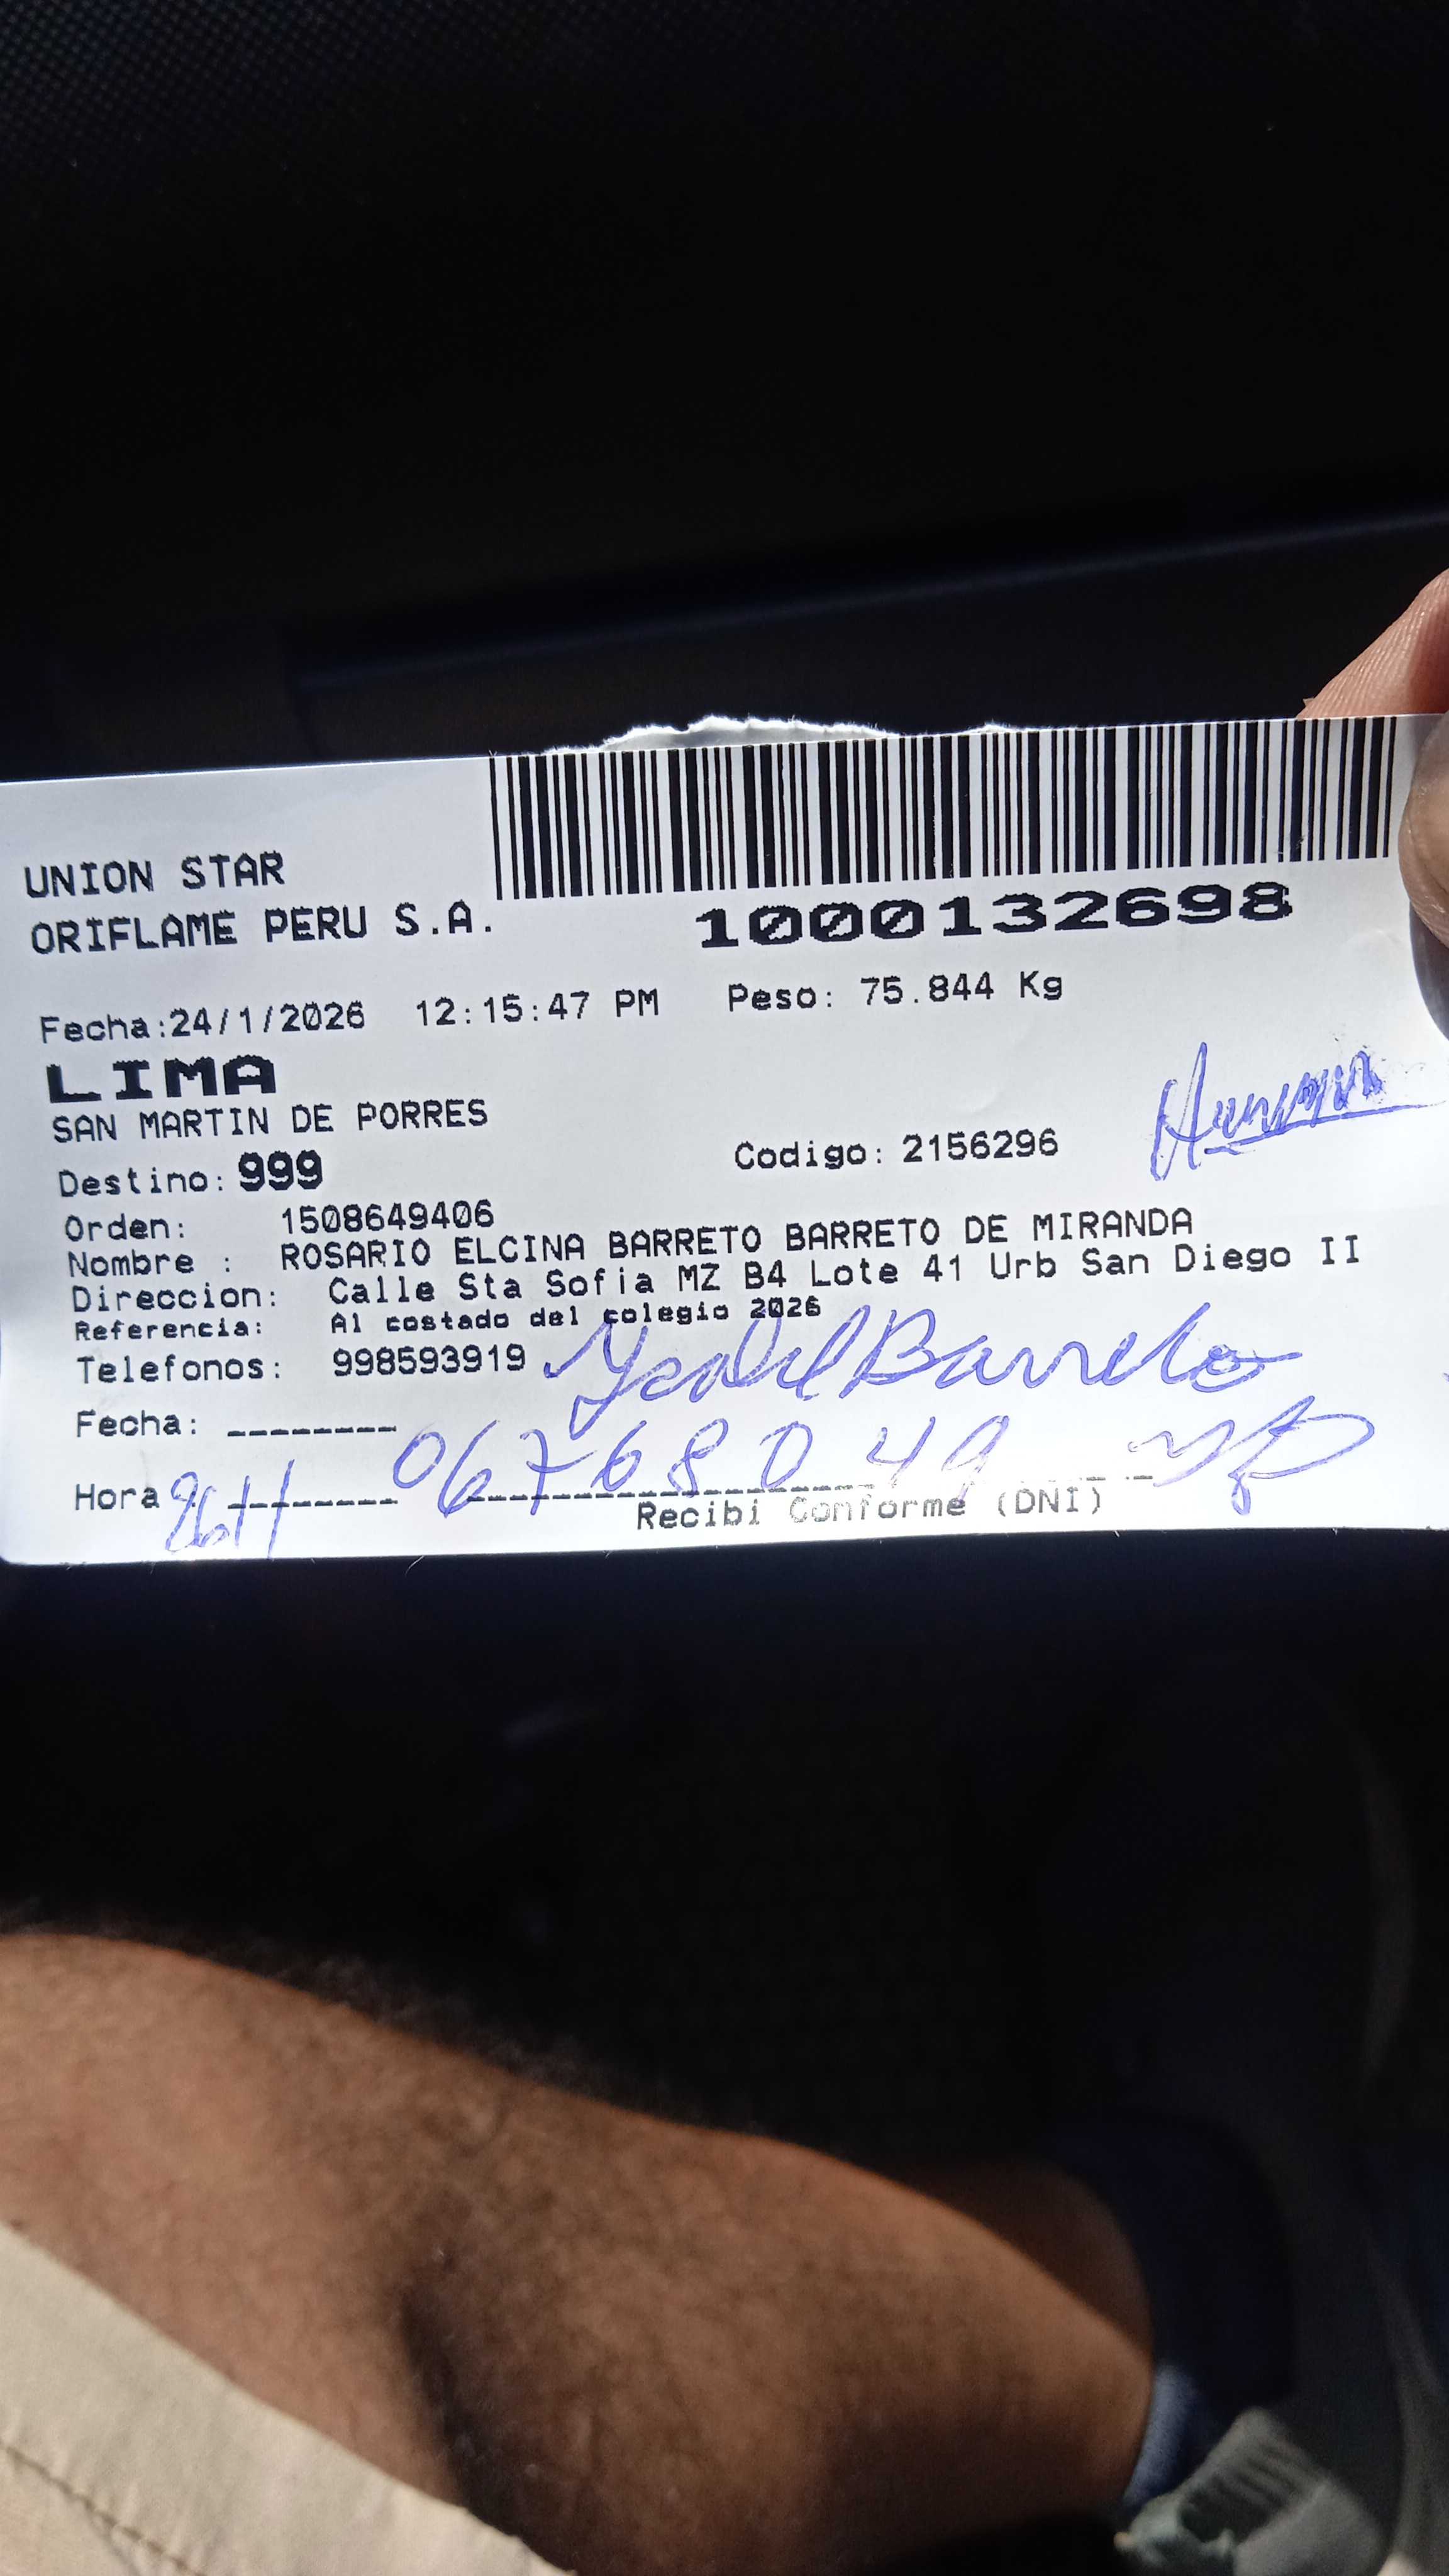 UNION STAR
ORIFLAME PERU S.A.
1000132698
Fecha:24/1/2026 12:15:47 PM Peso: 75.844 Kg
LIMA
SAN MARTIN DE PORRES
Destino: 999 Codigo: 2156296
Orden: 1508649406
Nombre : ROSARIO ELCINA BARRETO BARRETO DE MIRANDA
Direccion: Calle Sta Sofia MZ B4 Lote 41 Urb San Diego II
Referencia: Al costado del colegio 2026
Telefonos: 998593919 Ysabel Barreto
Fecha: --------
06768049
Hora : --------
Recibi Conforme (DNI)